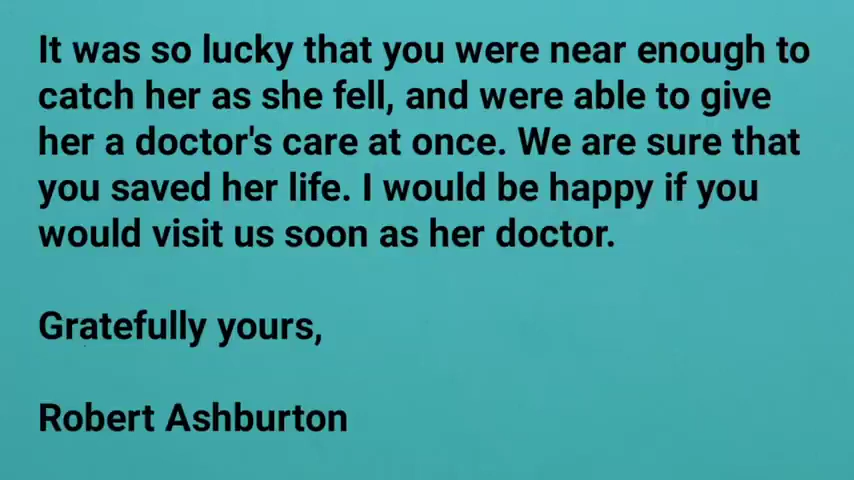 It was so lucky that you were near enough to
catch her as she fell, and were able to give
her a doctor's care at once. We are sure that
you saved her life. I would be happy if you
would visit us soon as her doctor.
Gratefully yours,
Robert Ashburton